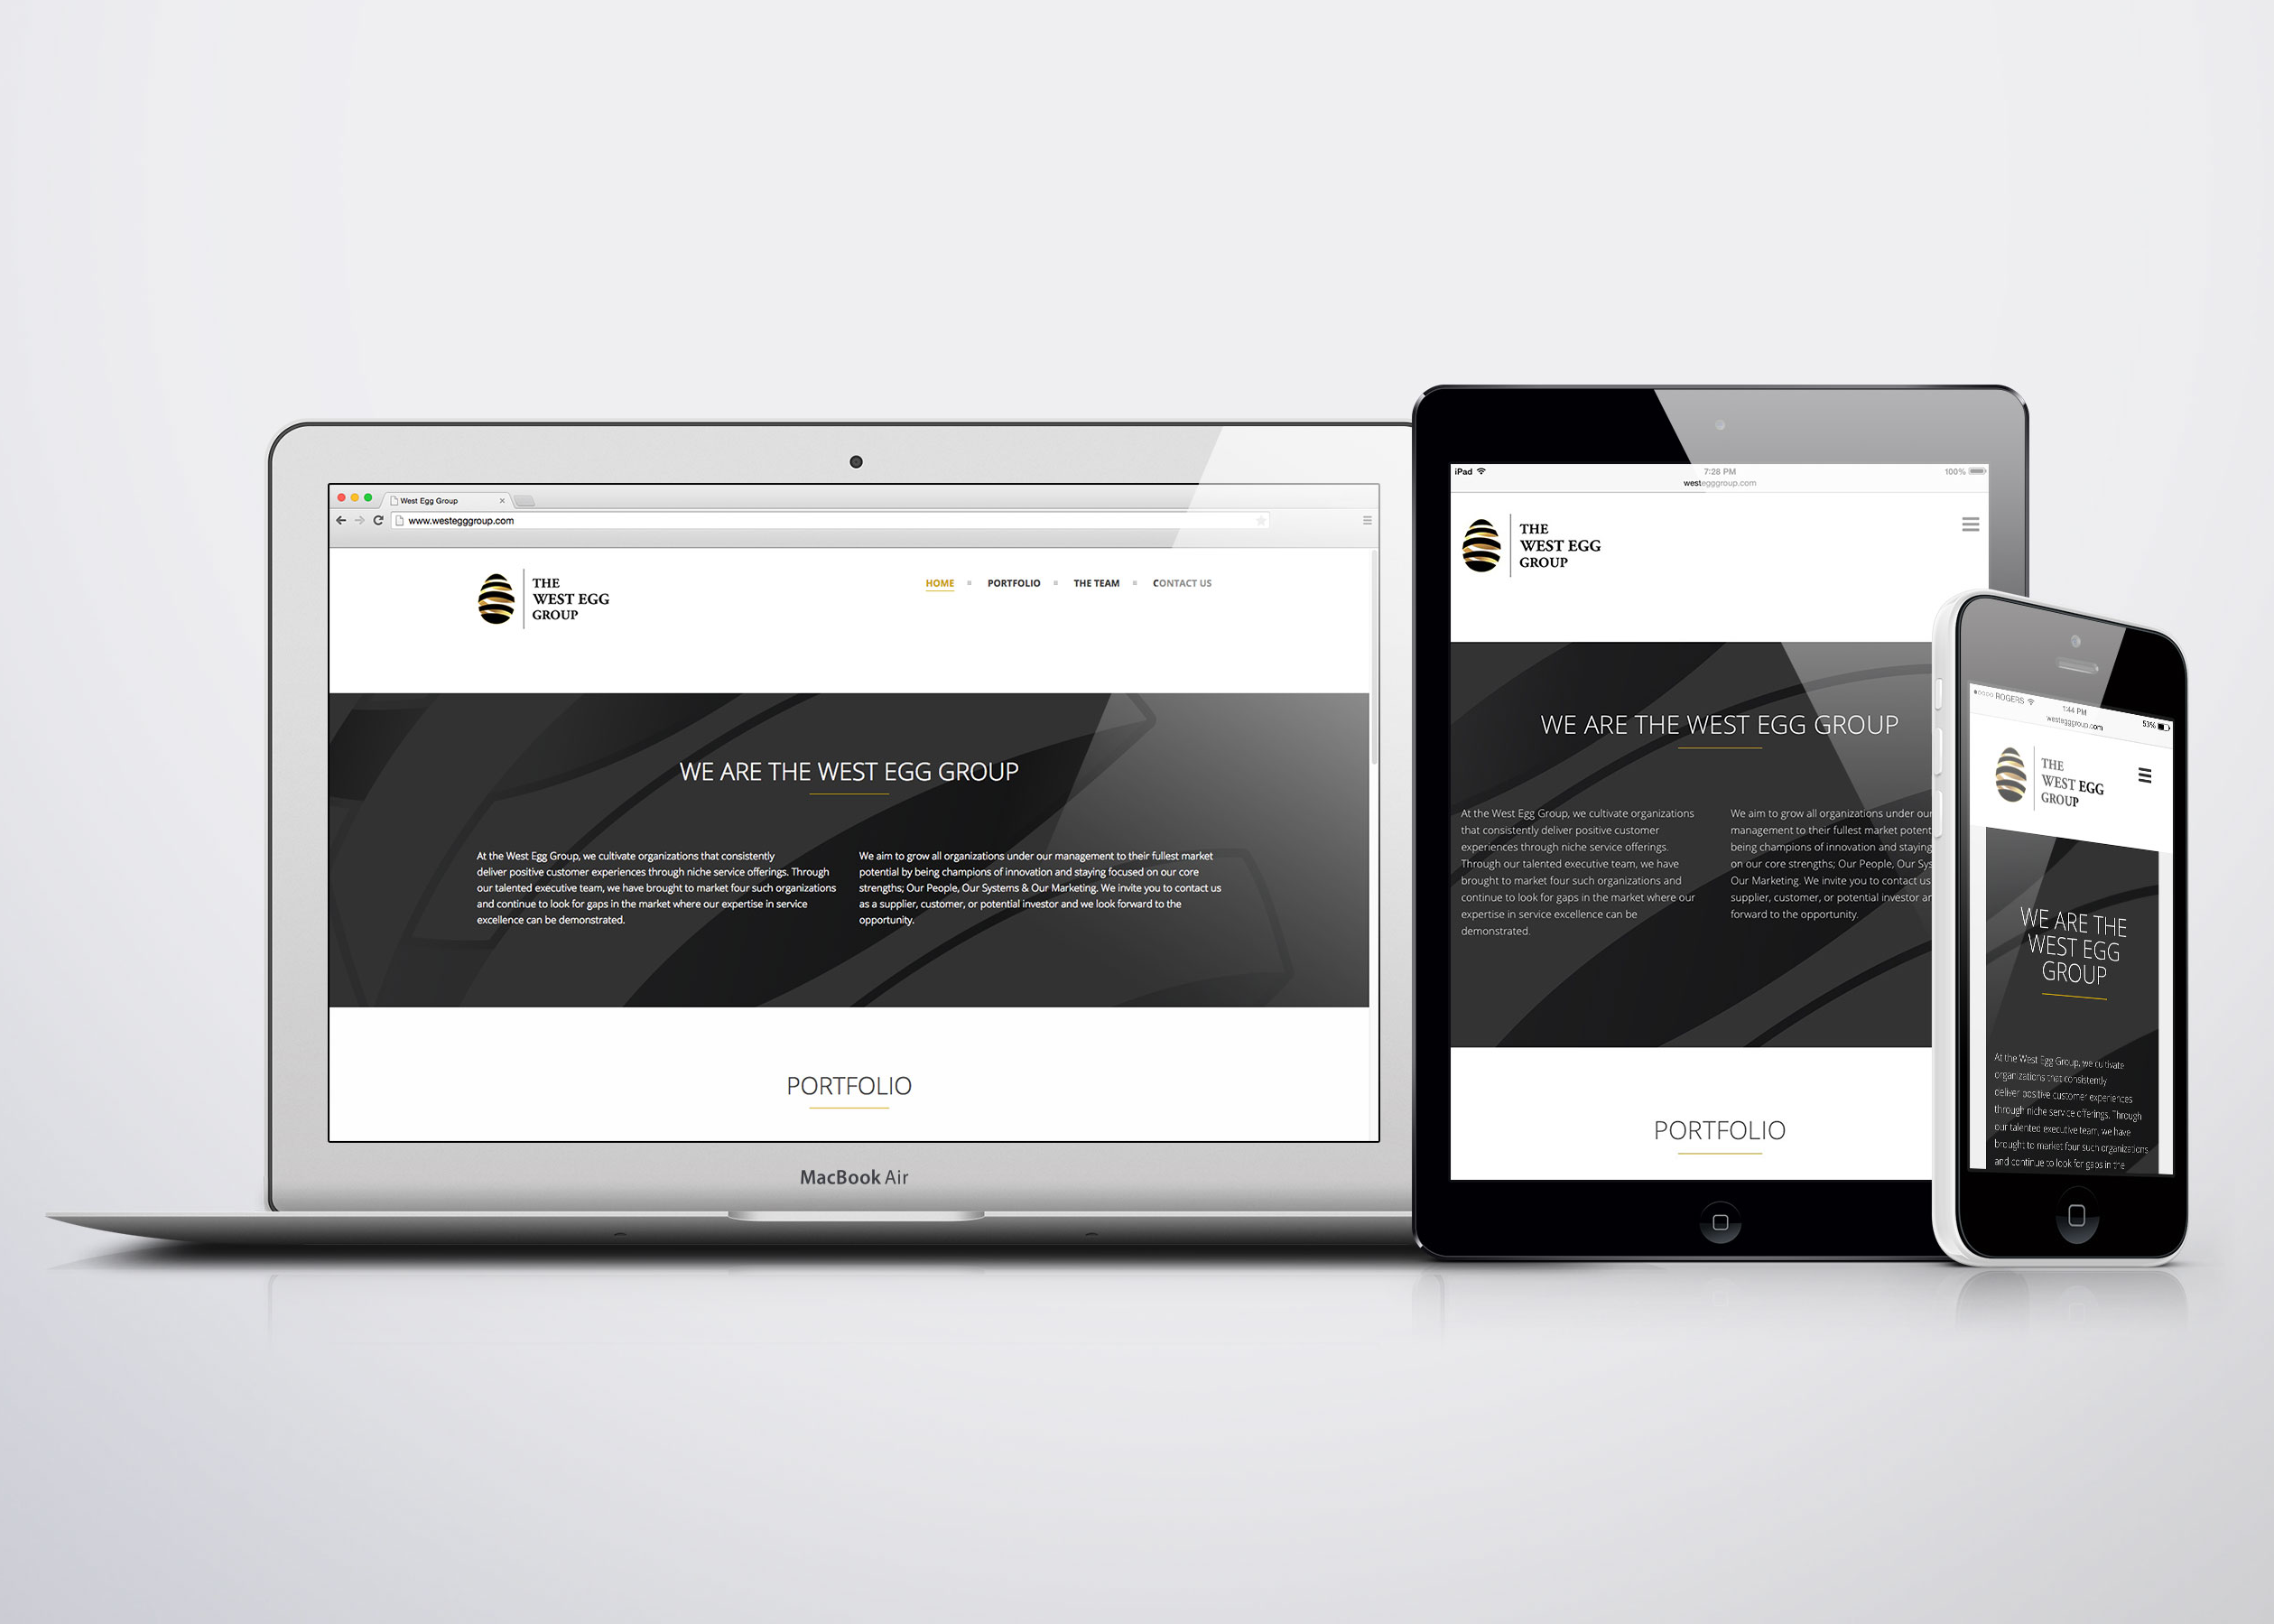 West Egg Group
www.westegggroup.com
THE
WEST EGG
GROUP
HOME
PORTFOLIO
THE TEAM
CONTACT US
WE ARE THE WEST EGG GROUP
At the West Egg Group, we cultivate organizations that consistently
deliver positive customer experiences through niche service offerings. Through
our talented executive team, we have brought to market four such organizations
and continue to look for gaps in the market where our expertise in service
excellence can be demonstrated.
We aim to grow all organizations under our management to their fullest market
potential by being champions of innovation and staying focused on our core
strengths; Our People, Our Systems & Our Marketing. We invite you to contact us
as a supplier, customer, or potential investor and we look forward to the
opportunity.
PORTFOLIO
MacBook Air
iPad
7:28 PM
100%
westegggroup.com
THE
WEST EGG
GROUP
WE ARE THE WEST EGG GROUP
At the West Egg Group, we cultivate organizations
that consistently deliver positive customer
experiences through niche service offerings.
Through our talented executive team, we have
brought to market four such organizations and
continue to look for gaps in the market where our
expertise in service excellence can be
demonstrated.
We aim to grow all organizations under our
management to their fullest market potent
being champions of innovation and staying
on our core strengths; Our People, Our Sys
Our Marketing. We invite you to contact us
supplier, customer, or potential investor ar
forward to the opportunity.
PORTFOLIO
ROGERS
1:44 PM
53%
westegggroup.com
THE
WEST EGG
GROUP
WE ARE THE
WEST EGG
GROUP
At the West Egg Group, we cultivate
organizations that consistently
deliver positive customer experiences
through niche service offerings. Through
our talented executive team, we have
brought to market four such organizations
and continue to look for gaps in the